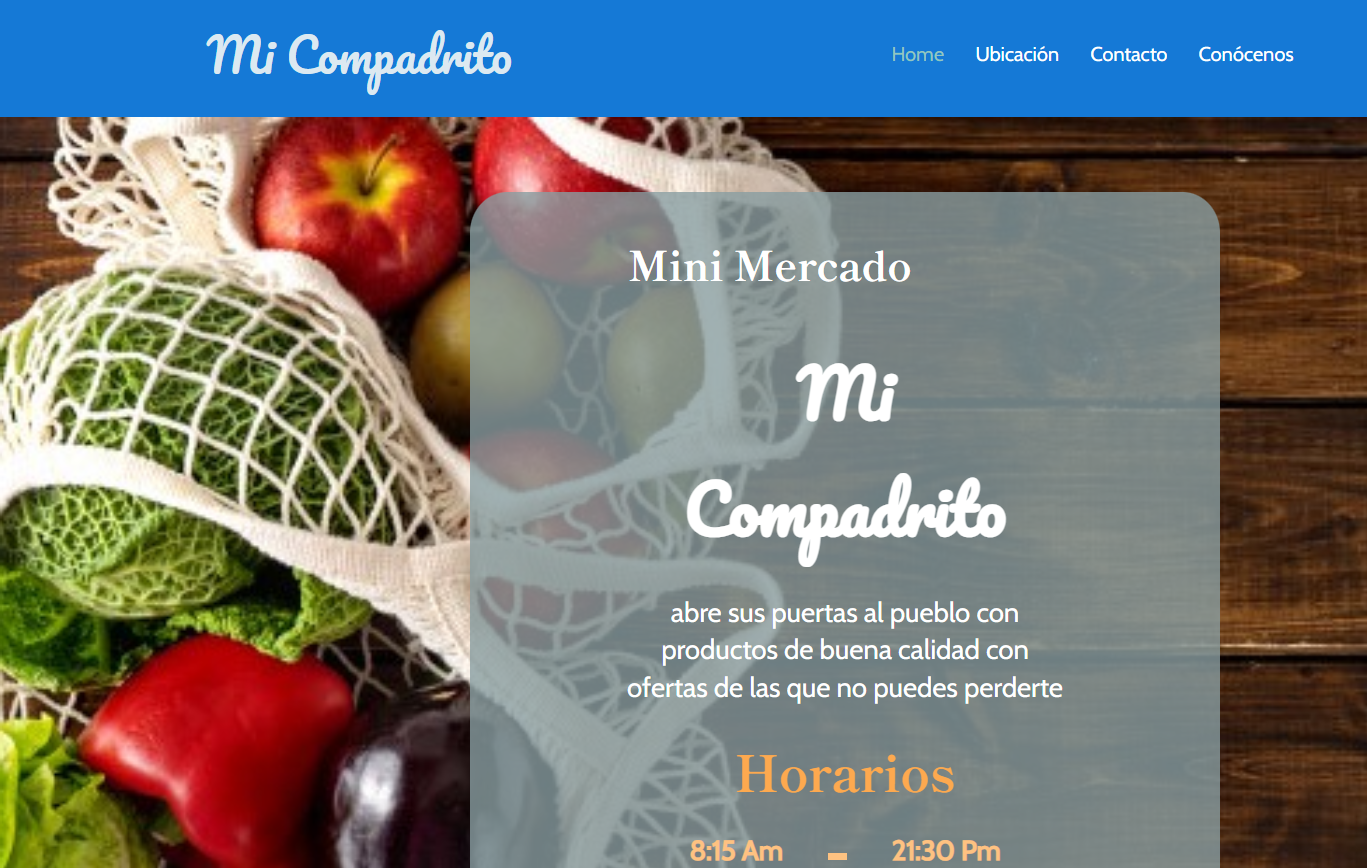 Mi Compadrito
Home Ubicación Contacto Conócenos
Mini Mercado
Mi
Compadrito
abre sus puertas al pueblo con
productos de buena calidad con
ofertas de las que no puedes perderte
Horarios
8:15 Am - 21:30 Pm